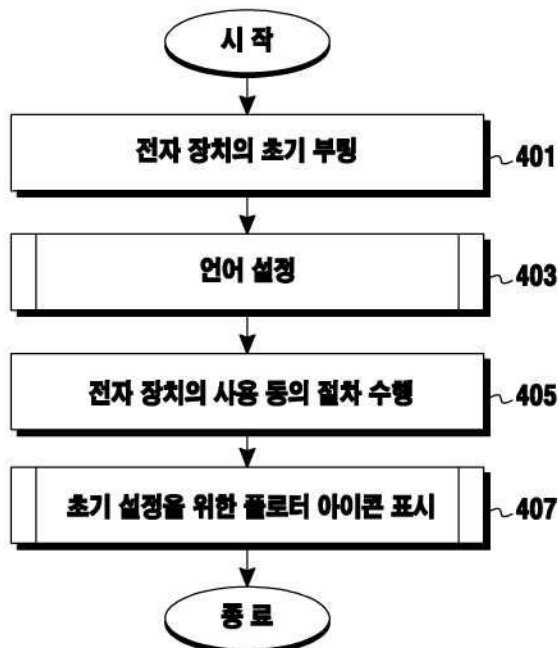 시 작
전자 장치의 초기 부팅
401
언어 설정
403
전자 장치의 사용 동의 절차 수행
405
초기 설정을 위한 플로터 아이콘 표시
407
종 료